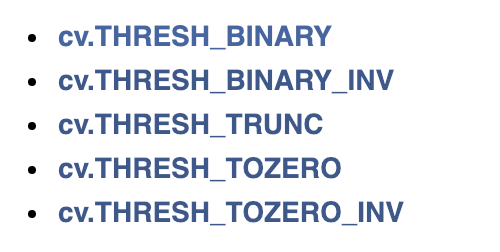 cv.THRESH_BINARY
cv.THRESH_BINARY_INV
cv.THRESH_TRUNC
cv.THRESH_TOZERO
cv.THRESH_TOZERO_INV